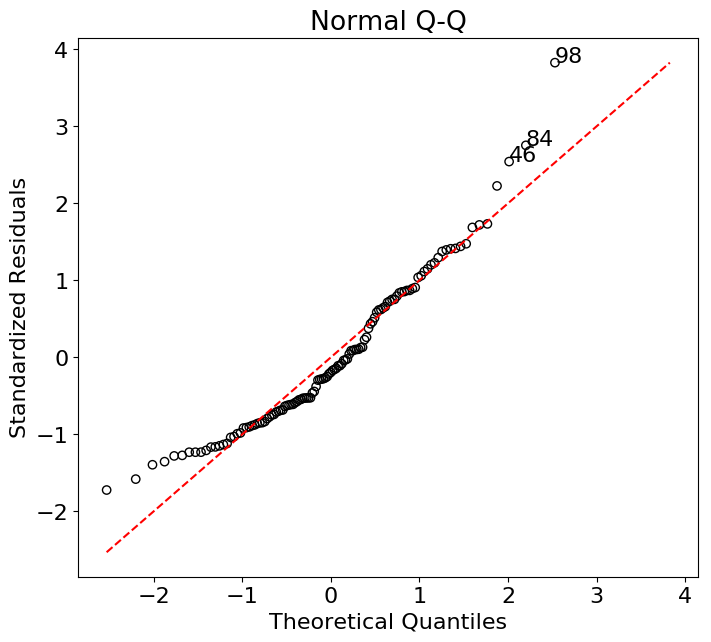 Normal Q-Q
Standardized Residuals
4
3
2
1
0
−1
−2
98
84
46
−2 −1 0 1 2 3 4
Theoretical Quantiles